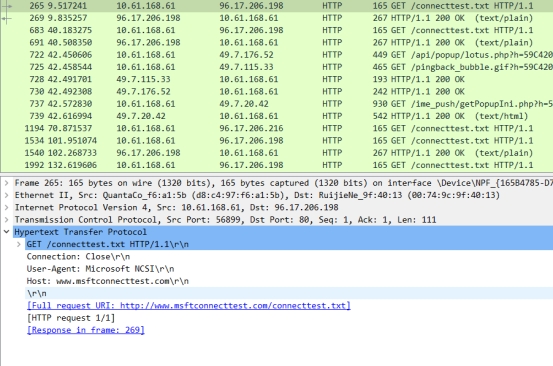 265 9.517241 10.61.168.61 96.17.206.198 HTTP 165 GET /connecttest.txt HTTP/1.1
269 9.835257 96.17.206.198 10.61.168.61 HTTP 267 HTTP/1.1 200 OK (text/plain)
683 40.183275 10.61.168.61 96.17.206.198 HTTP 165 GET /connecttest.txt HTTP/1.1
691 40.508350 96.17.206.198 10.61.168.61 HTTP 267 HTTP/1.1 200 OK (text/plain)
722 42.450606 10.61.168.61 49.7.176.52 HTTP 449 GET /api/popup/lotus.php?h=59C420
725 42.458544 10.61.168.61 49.7.115.33 HTTP 465 GET /pingback_bubble.gif?h=59C420
728 42.491701 49.7.115.33 10.61.168.61 HTTP 193 HTTP/1.1 200 OK
730 42.492308 49.7.176.52 10.61.168.61 HTTP 242 HTTP/1.1 200 OK
737 42.572830 10.61.168.61 49.7.20.42 HTTP 930 GET /ime_push/getPopupIni.php?h=5
739 42.616994 49.7.20.42 10.61.168.61 HTTP 542 HTTP/1.1 200 OK (text/html)
1194 70.871537 10.61.168.61 96.17.206.216 HTTP 165 GET /connecttest.txt HTTP/1.1
1534 101.951074 10.61.168.61 96.17.206.198 HTTP 165 GET /connecttest.txt HTTP/1.1
1540 102.268733 96.17.206.198 10.61.168.61 HTTP 267 HTTP/1.1 200 OK (text/plain)
1992 132.619606 10.61.168.61 96.17.206.198 HTTP 165 GET /connecttest.txt HTTP/1.1
Frame 265: 165 bytes on wire (1320 bits), 165 bytes captured (1320 bits) on interface \Device\NPF_{165B4785-D7
Ethernet II, Src: QuantaCo_f6:a1:5b (d8:c4:97:f6:a1:5b), Dst: RuijieNe_9f:40:13 (00:74:9c:9f:40:13)
Internet Protocol Version 4, Src: 10.61.168.61, Dst: 96.17.206.198
Transmission Control Protocol, Src Port: 56899, Dst Port: 80, Seq: 1, Ack: 1, Len: 111
Hypertext Transfer Protocol
GET /connecttest.txt HTTP/1.1\r\n
Connection: Close\r\n
User-Agent: Microsoft NCSI\r\n
Host: www.msftconnecttest.com\r\n
\r\n
[Full request URI: http://www.msftconnecttest.com/connecttest.txt]
[HTTP request 1/1]
[Response in frame: 269]